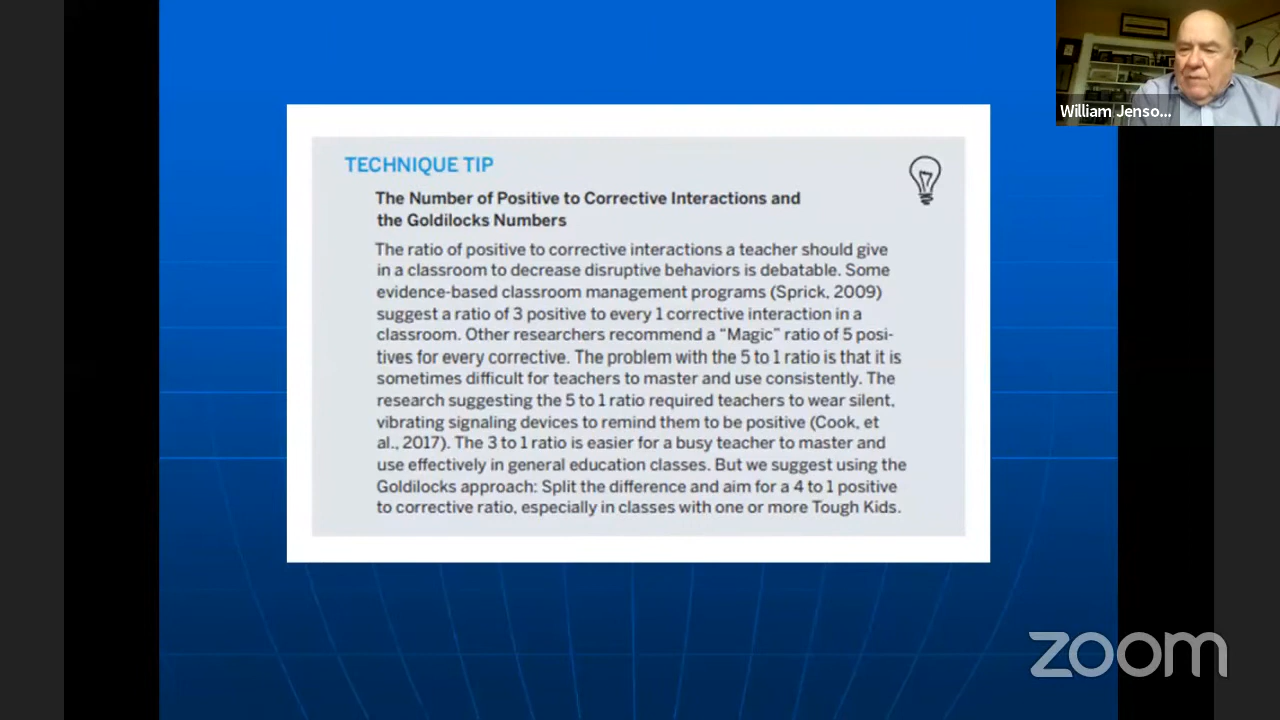 William Jenso...
TECHNIQUE TIP
The Number of Positive to Corrective Interactions and
the Goldilocks Numbers
The ratio of positive to corrective interactions a teacher should give
in a classroom to decrease disruptive behaviors is debatable. Some
evidence-based classroom management programs (Sprick, 2009)
suggest a ratio of 3 positive to every 1 corrective interaction in a
classroom. Other researchers recommend a “Magic” ratio of 5 posi-
tives for every corrective. The problem with the 5 to 1 ratio is that it is
sometimes difficult for teachers to master and use consistently. The
research suggesting the 5 to 1 ratio required teachers to wear silent,
vibrating signaling devices to remind them to be positive (Cook, et
al., 2017). The 3 to 1 ratio is easier for a busy teacher to master and
use effectively in general education classes. But we suggest using the
Goldilocks approach: Split the difference and aim for a 4 to 1 positive
to corrective ratio, especially in classes with one or more Tough Kids.
zoom